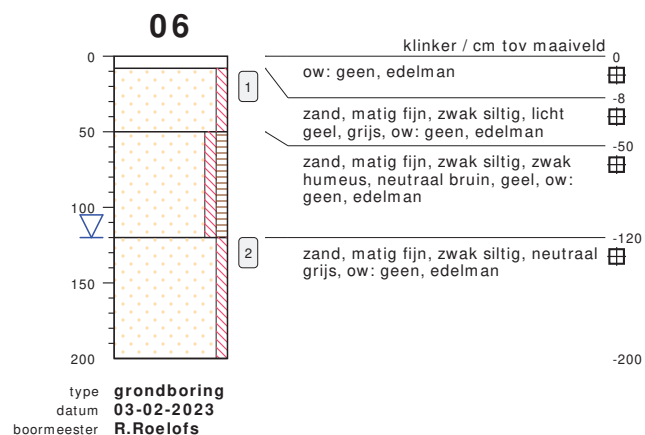 06
klinker / cm tov maaiveld
0
0
ow: geen, edelman
-8
1
zand, matig fijn, zwak siltig, licht
geel, grijs, ow: geen, edelman
50
-50
zand, matig fijn, zwak siltig, zwak
humeus, neutraal bruin, geel, ow:
geen, edelman
100
-120
2
zand, matig fijn, zwak siltig, neutraal
grijs, ow: geen, edelman
150
200
-200
type grondboring
datum 03-02-2023
boormeester R.Roelofs